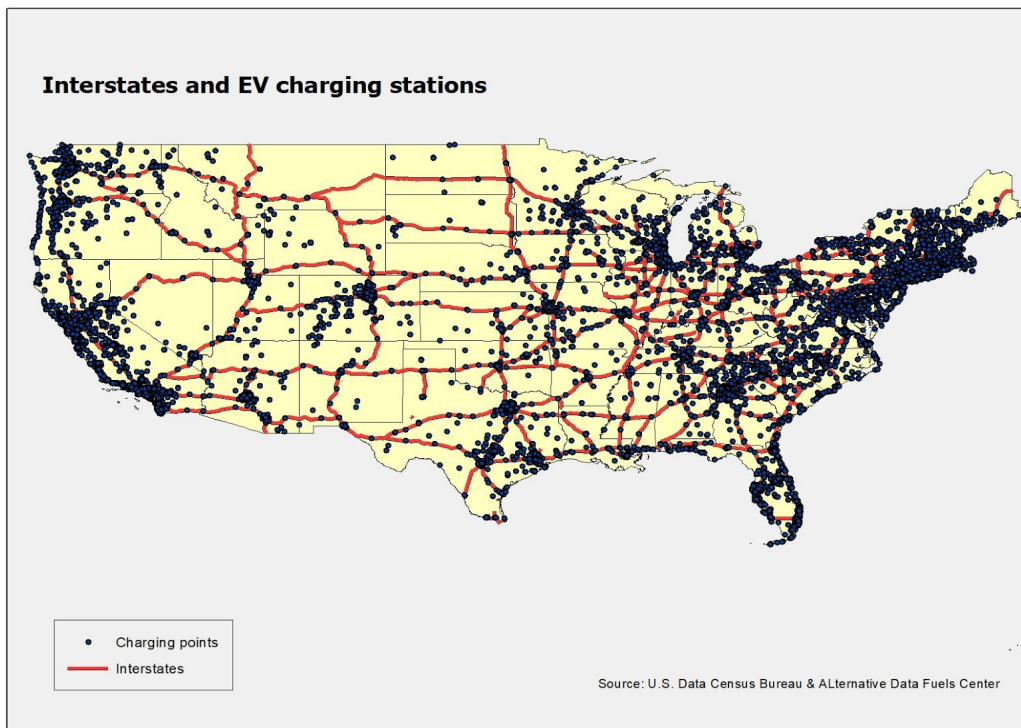 Interstates and EV charging stations
Charging points
Interstates
Source: U.S. Data Census Bureau & ALternative Data Fuels Center